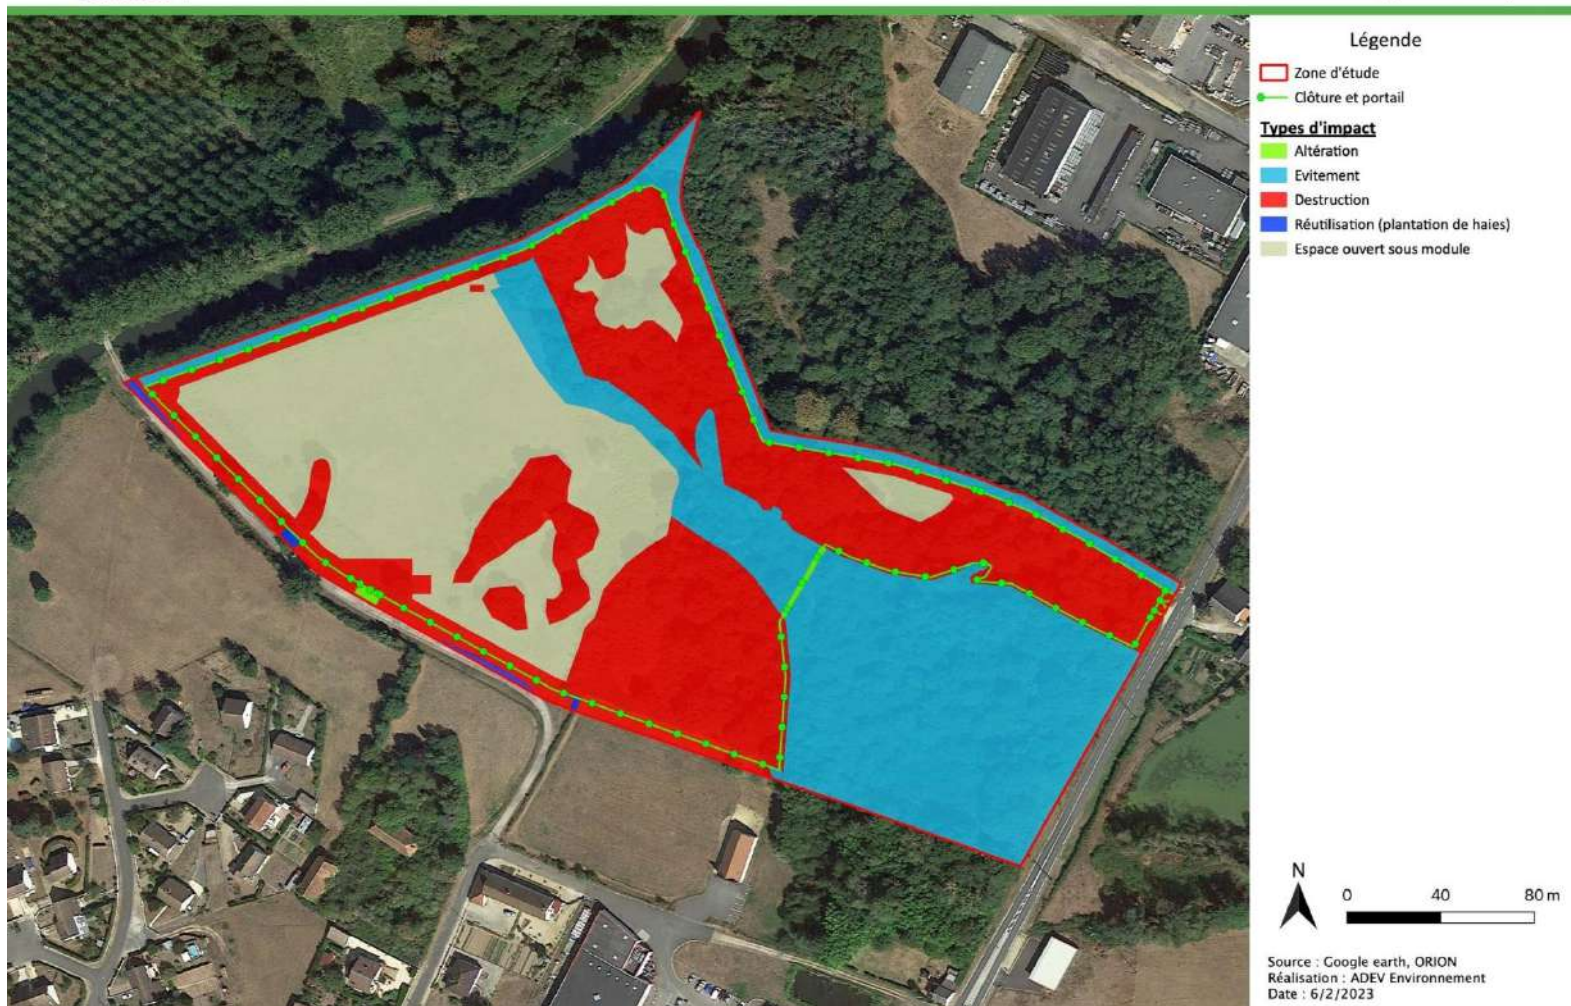 Légende
Zone d'étude
Clôture et portail
Types d'impact
Altération
Evitement
Destruction
Réutilisation (plantation de haies)
Espace ouvert sous module
N
0 40 80 m
Source : Google earth, ORION
Réalisation : ADEV Environnement
Date : 6/2/2023